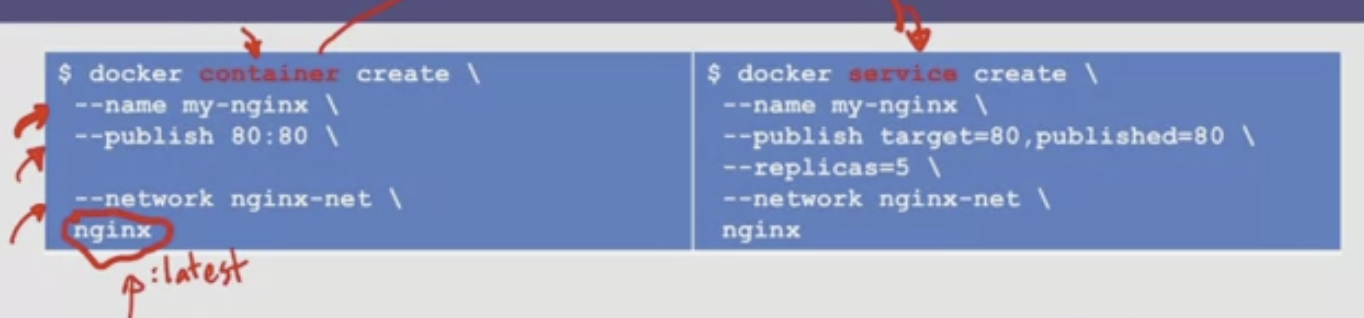 $ docker container create \
--name my-nginx \
--publish 80:80 \
--network nginx-net \
nginx
:latest
$ docker service create \
--name my-nginx \
--publish target=80,published=80 \
--replicas=5 \
--network nginx-net \
nginx